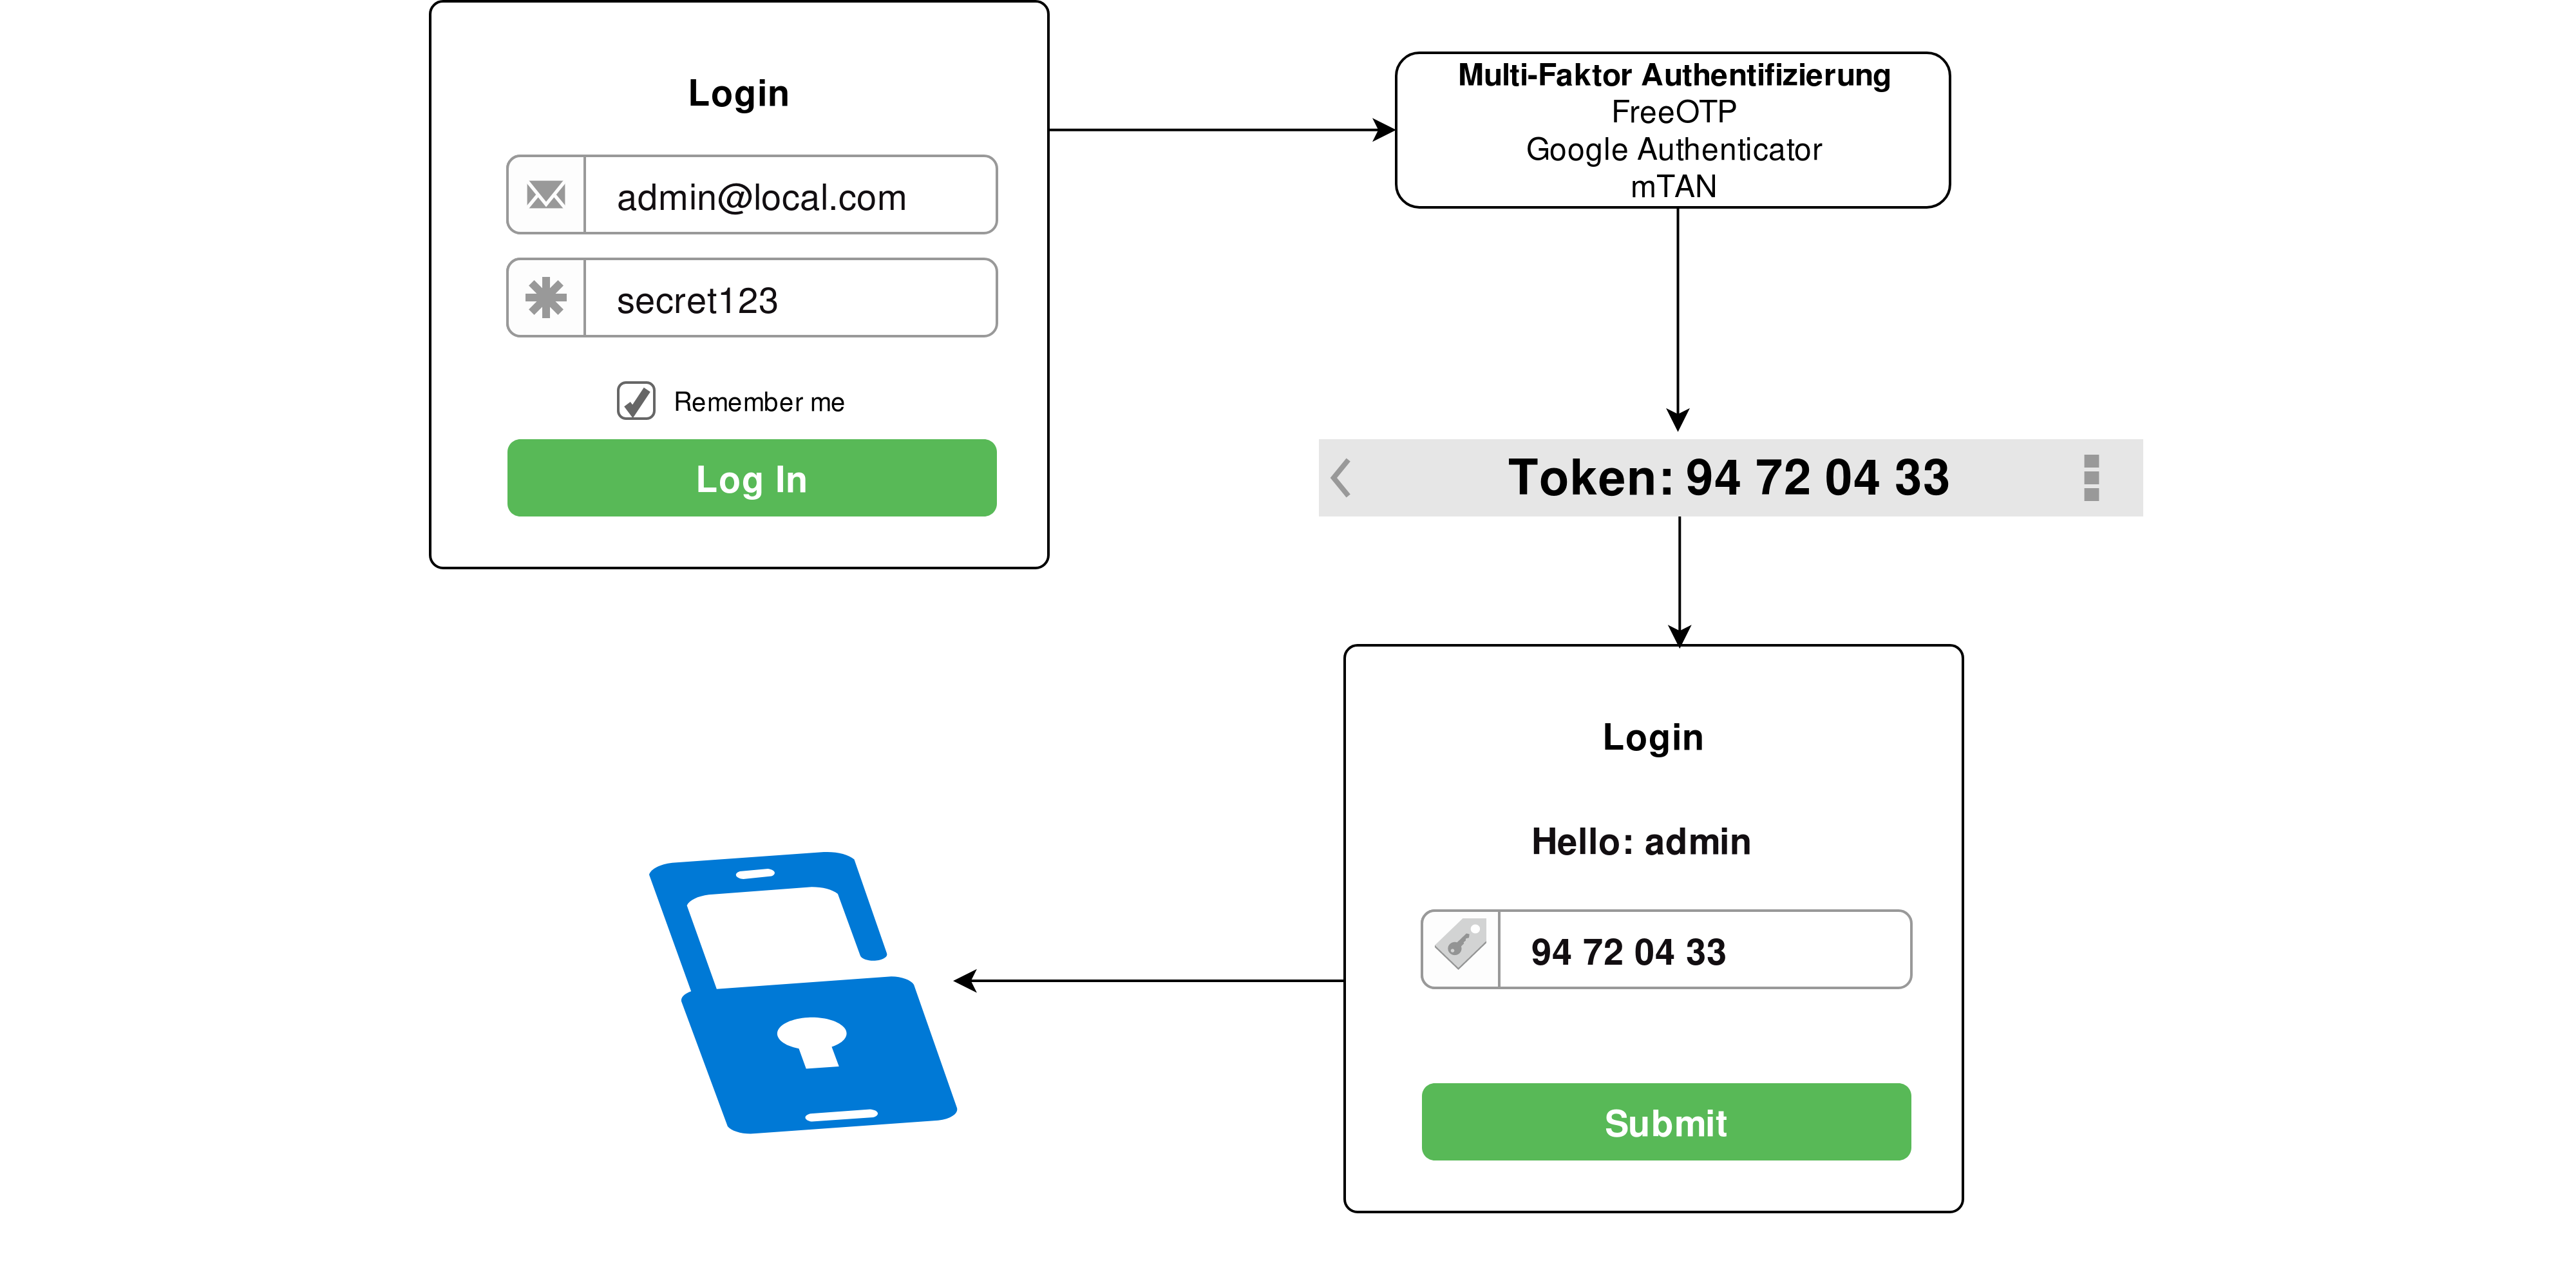 Login
admin@local.com
secret123
Remember me
Log In
Multi-Faktor Authentifizierung
FreeOTP
Google Authenticator
mTAN
Token: 94 72 04 33
Login
Hello: admin
94 72 04 33
Submit